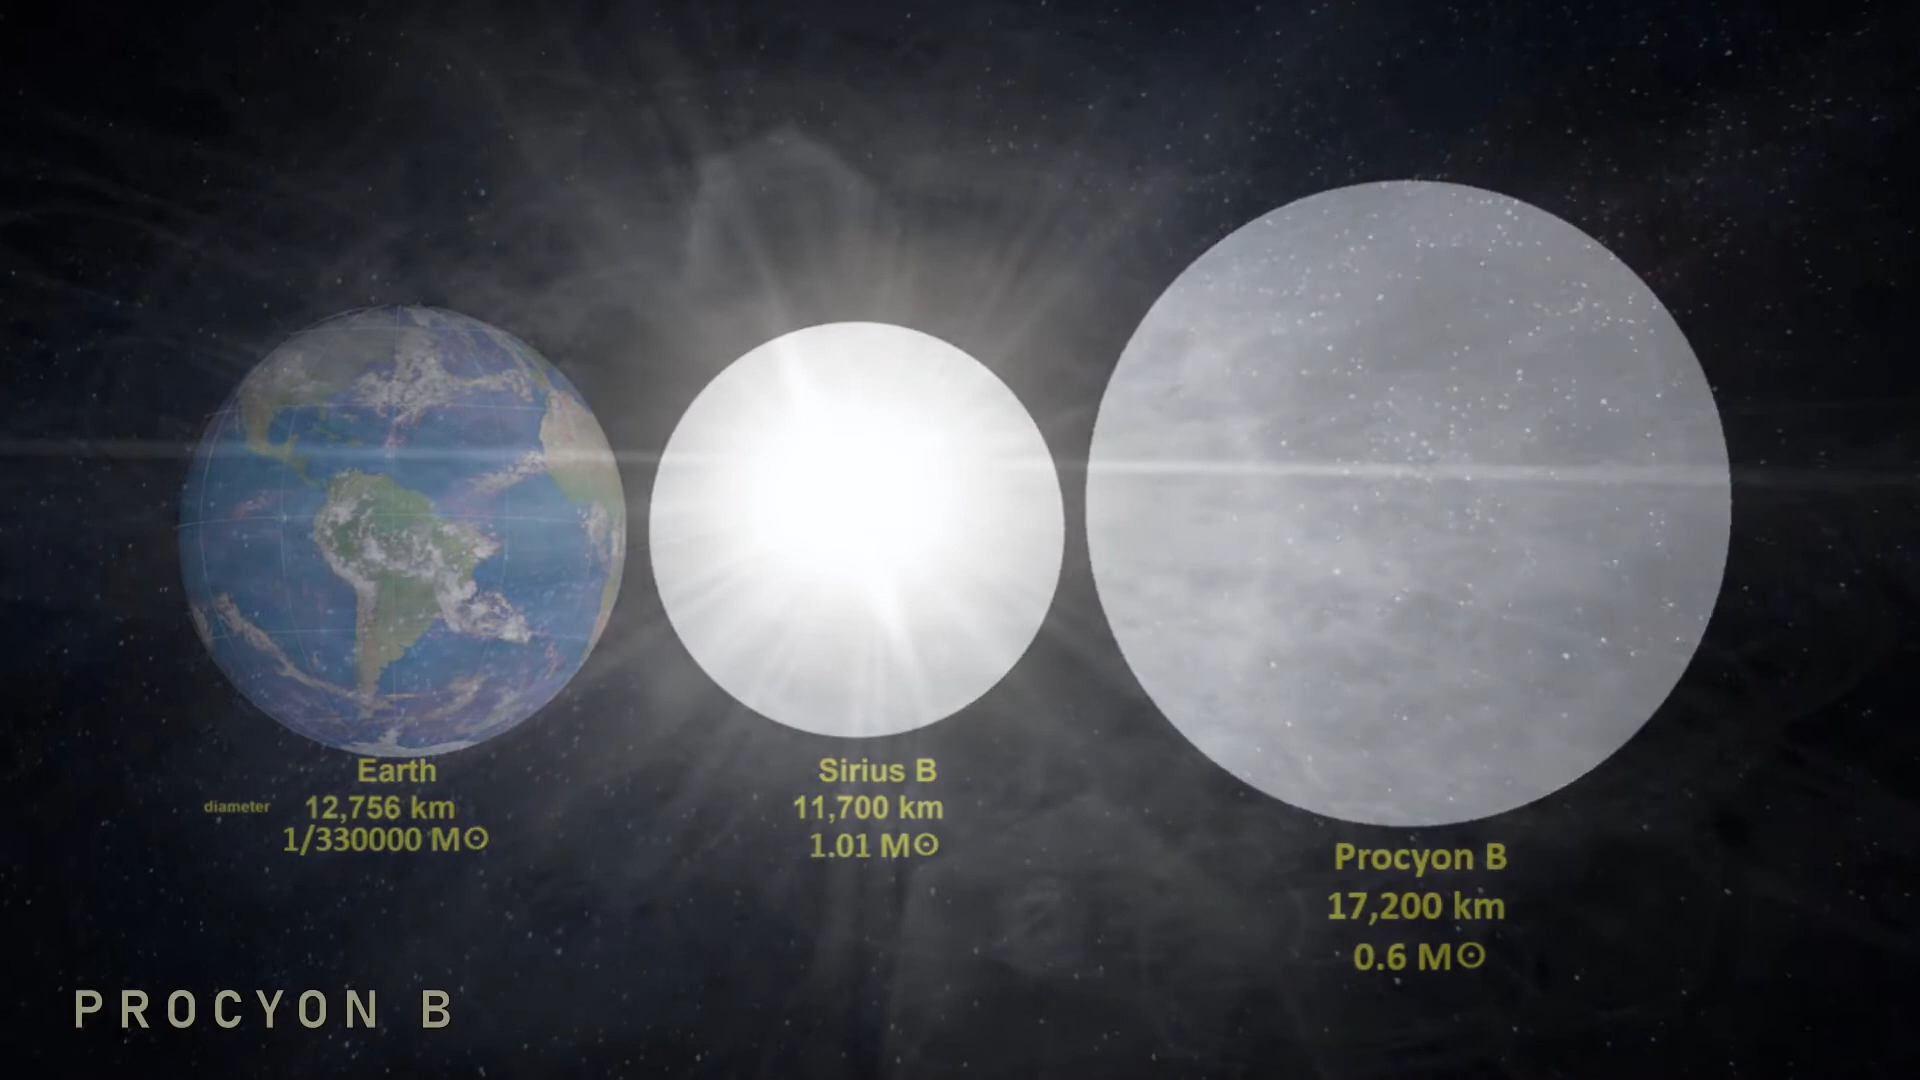 Earth
diameter 12,756 km
1/330000 M☉
Sirius B
11,700 km
1.01 M☉
Procyon B
17,200 km
0.6 M☉
PROCYON B